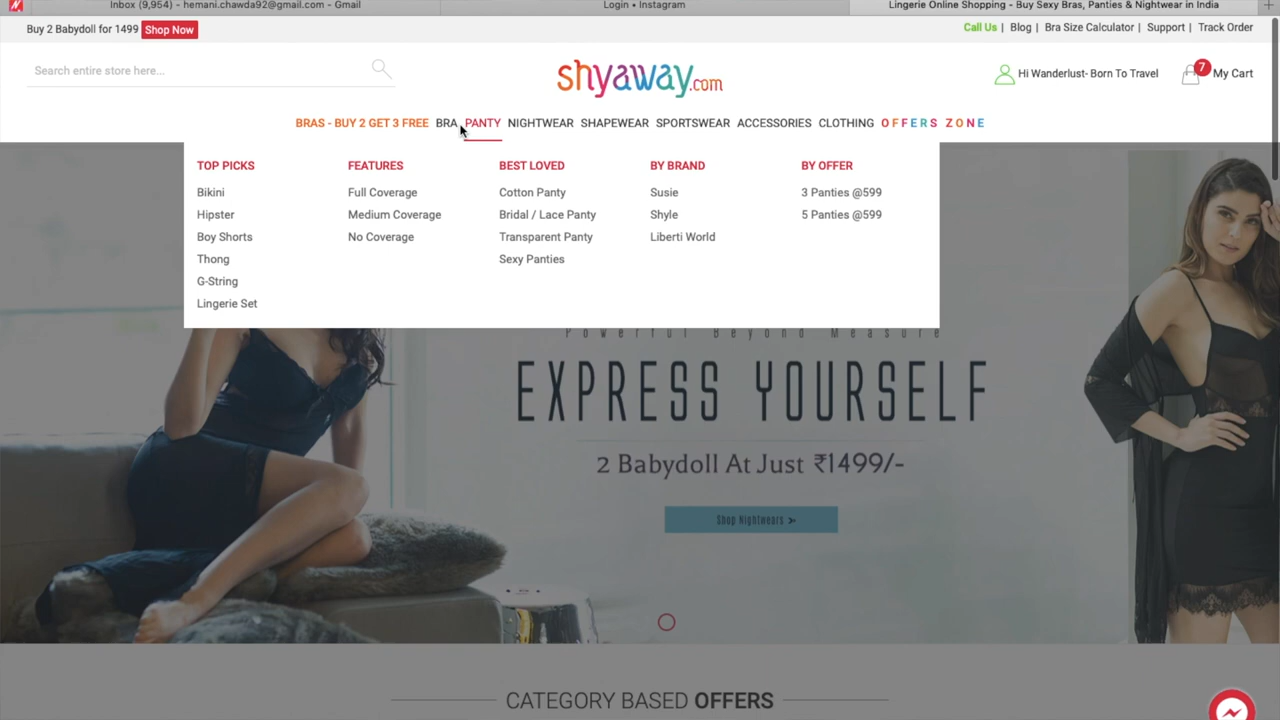 Inbox (9,954) - hemani.chawda92@gmail.com - Gmail
Login • Instagram
Lingerie Online Shopping - Buy Sexy Bras, Panties & Nightwear in India
Buy 2 Babydoll for 1499 Shop Now
Call Us | Blog | Bra Size Calculator | Support | Track Order
Search entire store here...
shyaway.com
Hi Wanderlust- Born To Travel
7
My Cart
BRAS - BUY 2 GET 3 FREE BRA PANTY NIGHTWEAR SHAPEWEAR SPORTSWEAR ACCESSORIES CLOTHING OFFERS ZONE
TOP PICKS
Bikini
Hipster
Boy Shorts
Thong
G-String
Lingerie Set
FEATURES
Full Coverage
Medium Coverage
No Coverage
BEST LOVED
Cotton Panty
Bridal / Lace Panty
Transparent Panty
Sexy Panties
BY BRAND
Susie
Shyle
Liberti World
BY OFFER
3 Panties @599
5 Panties @599
Powerful Beyond Measure
EXPRESS YOURSELF
2 Babydoll At Just ₹1499/-
Shop Nightwears >
CATEGORY BASED OFFERS